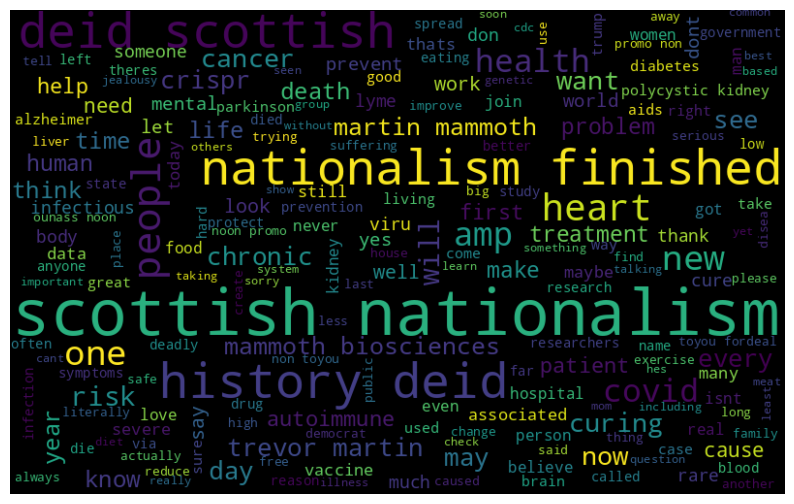 soon cdc use away common
deid scottish spread don trump promo non government
someone thats women
tell left theres cancer eating health dont man best
jealousy crispr prevent good want diabetes seen based
help death work polycystic kidney
need mental parkinson group improve lyme join world genetic aids right another
alzheimer let died without martin mammoth problem see
liver time life trying suffering better serious low
others
people today nationalism finished
human state show still big study yet
think living heart take
infectious look prevention first got disea
ounass noon hard protect noon promo never viru will something way
body place food chronic yes amp treatment thank
data kidney come house find new
anyone system well make maybe talking cure please
important great taking create sorry last learn research
scottish nationalism
less
often deadly mammoth biosciences researchers name toyou fordeal
one cant symptoms non toyou public far patient exercise hes every meat
history deid
risk safe drug hospital covid isnt many including
infection literally love autoimmune even associated mom long least
year severe via high democrat used change person curing real family
die actually suresay trevor martin check said thing case cause
diet reduce day free may believe now question
know really vaccine reason illness much caused brain called rare blood
always another